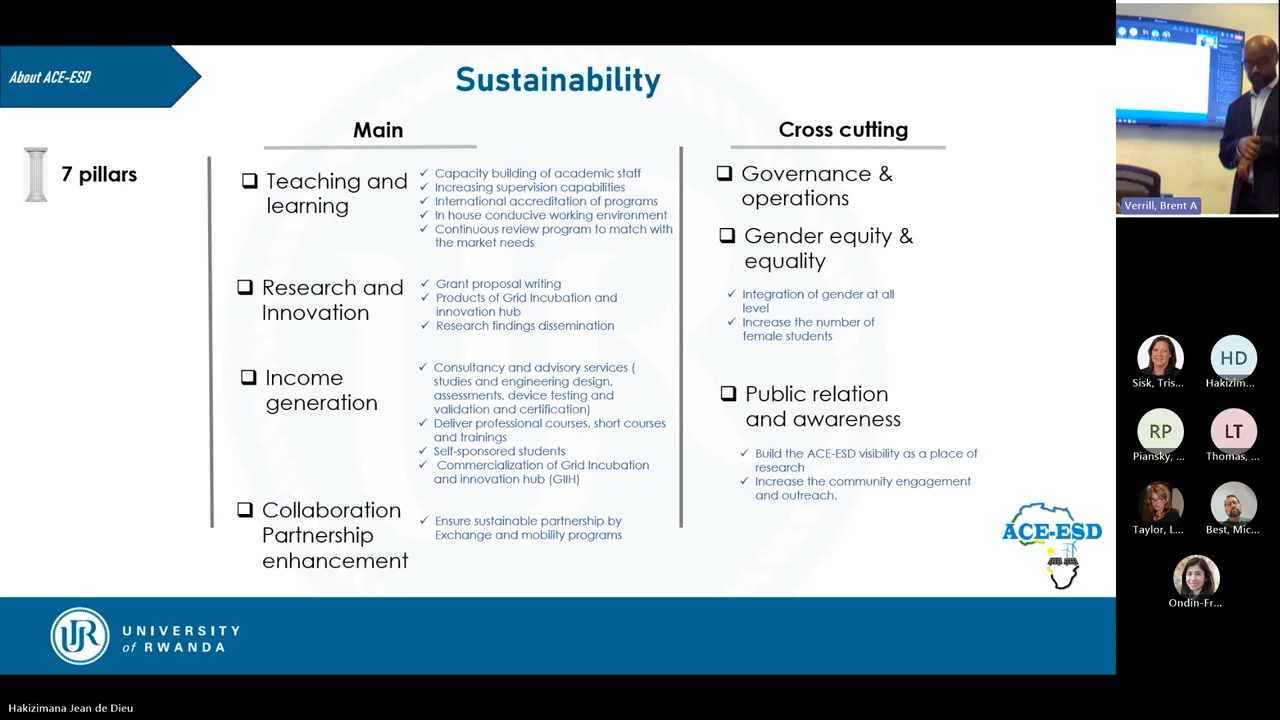 About ACE-ESD
Sustainability
7 pillars
Main
Teaching and
learning
Capacity building of academic staff
Increasing supervision capabilities
International accreditation of programs
In house conducive working environment
Continuous review program to match with
the market needs
Research and
Innovation
Grant proposal writing
Products of Grid Incubation and
innovation hub
Research findings dissemination
Income
generation
Consultancy and advisory services (
studies and engineering design,
assessments, device testing and
validation and certification)
Deliver professional courses, short courses
and trainings
Self-sponsored students
Commercialization of Grid Incubation
and innovation hub (GIIH)
Collaboration
Partnership
enhancement
Ensure sustainable partnership by
Exchange and mobility programs
Cross cutting
Governance &
operations
Gender equity &
equality
Integration of gender at all
level
Increase the number of
female students
Public relation
and awareness
Build the ACE-ESD visibility as a place of
research
Increase the community engagement
and outreach.
ACE-ESD
UR
UNIVERSITY
of RWANDA
Hakizimana Jean de Dieu
Verrill, Brent A
Sisk, Tris...
HD
Hakizim...
RP
Piansky, ...
LT
Thomas, ...
Taylor, L...
Best, Mic...
Ondin-Fr...